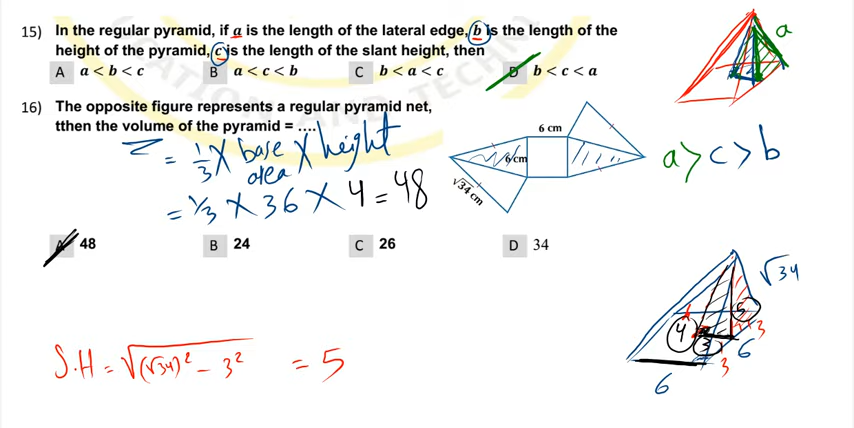 15) In the regular pyramid, if a is the length of the lateral edge, b is the length of the
height of the pyramid, c is the length of the slant height, then
A a < b < c B a < c < b C b < a < c D b < c < a
a
a > c > b
16) The opposite figure represents a regular pyramid net,
tthen the volume of the pyramid = ....
= 1/3 × base area × height
= 1/3 × 36 × 4 = 48
6 cm
6 cm
√34 cm
A 48 B 24 C 26 D 34
√34
5
4
3
3
3
6
6
S.H = √(√34)² – 3² = 5